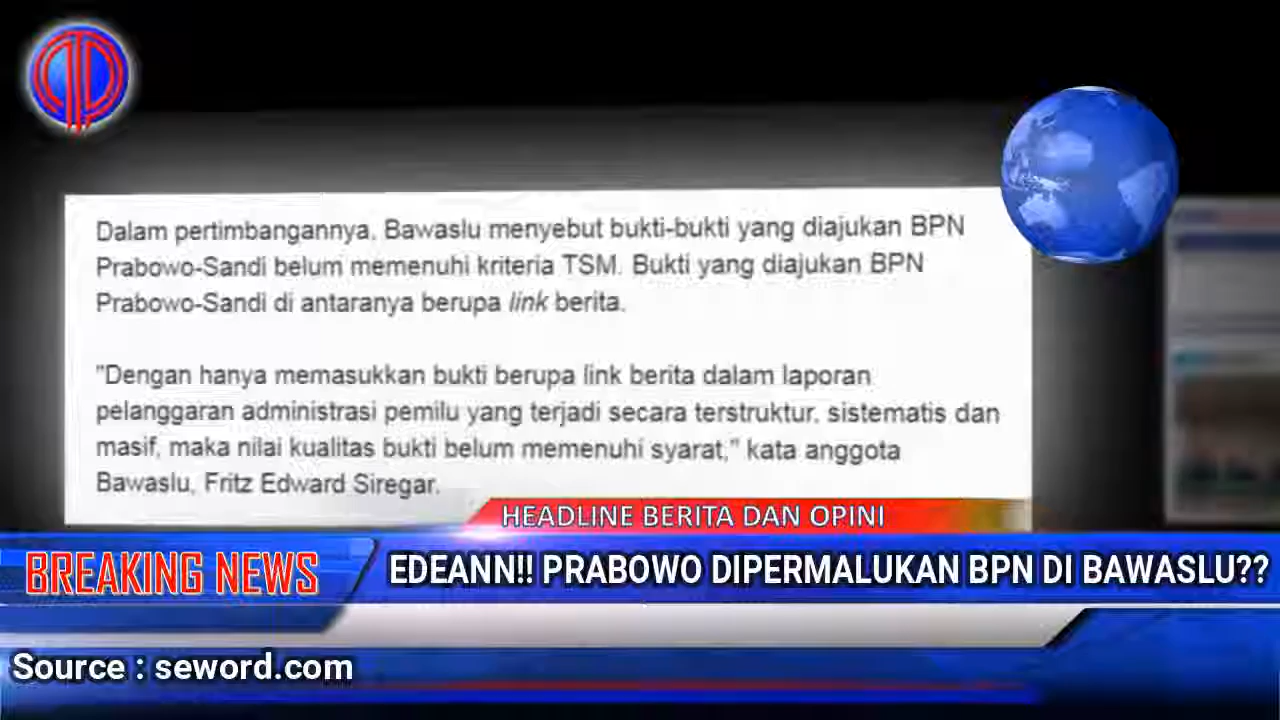 Dalam pertimbangannya, Bawaslu menyebut bukti-bukti yang diajukan BPN
Prabowo-Sandi belum memenuhi kriteria TSM. Bukti yang diajukan BPN
Prabowo-Sandi di antaranya berupa link berita.
"Dengan hanya memasukkan bukti berupa link berita dalam laporan
pelanggaran administrasi pemilu yang terjadi secara terstruktur, sistematis dan
masif, maka nilai kualitas bukti belum memenuhi syarat," kata anggota
Bawaslu, Fritz Edward Siregar.
HEADLINE BERITA DAN OPINI
BREAKING NEWS
EDEANN!! PRABOWO DIPERMALUKAN BPN DI BAWASLU??
Source : seword.com